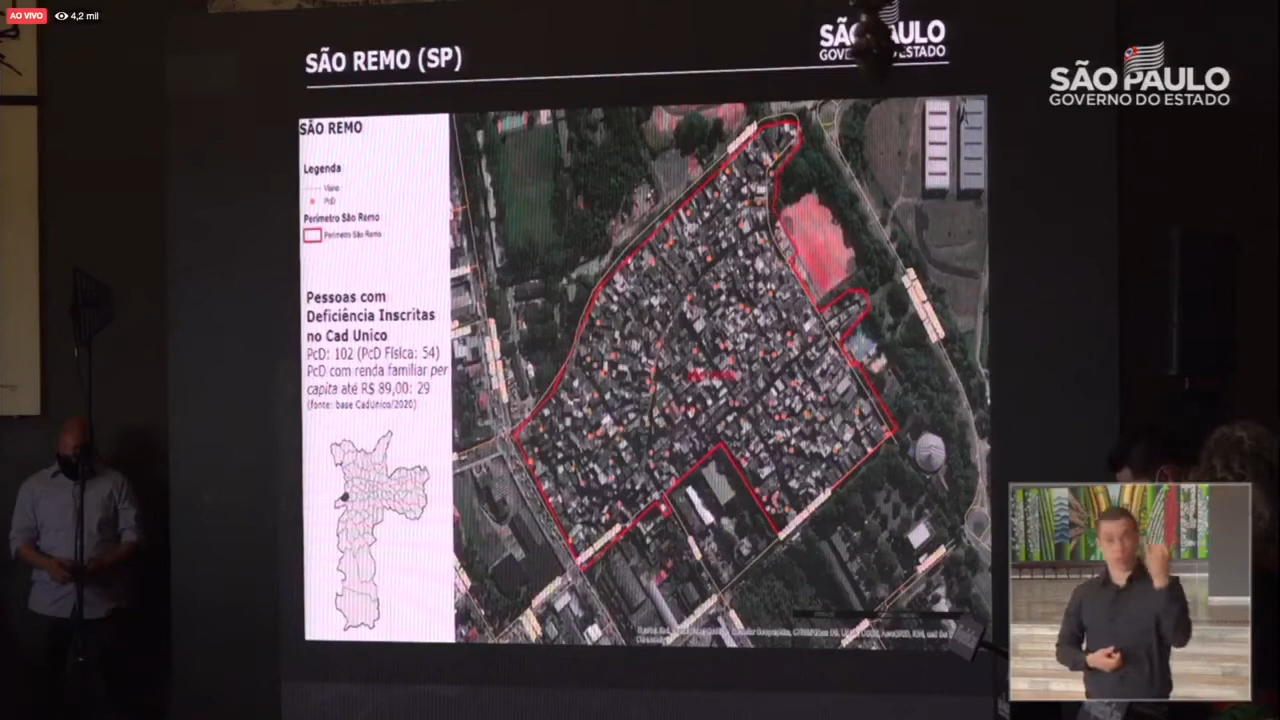 AO VIVO
4,2 mil
SÃO REMO (SP)
SÃO PAULO
GOVERNO DO ESTADO
SÃO PAULO
GOVERNO DO ESTADO
SÃO REMO
Legenda
Viário
PcD
Perímetro São Remo
Perímetro São Remo
Pessoas com
Deficiência Inscritas
no Cad Unico
PcD: 102 (PcD Física: 54)
PcD com renda familiar per
capita até R$ 89,00: 29
(fonte: base CadÚnico/2020)